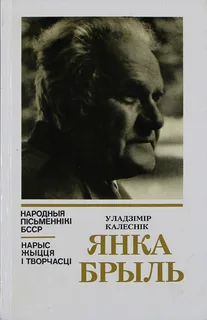 НАРОДНЫЯ
ПІСЬМЕННІКІ
БССР
НАРЫС
ЖЫЦЦЯ
І ТВОРЧАСЦІ
УЛАДЗІМІР
КАЛЕСНІК
ЯНКА
БРЫЛЬ